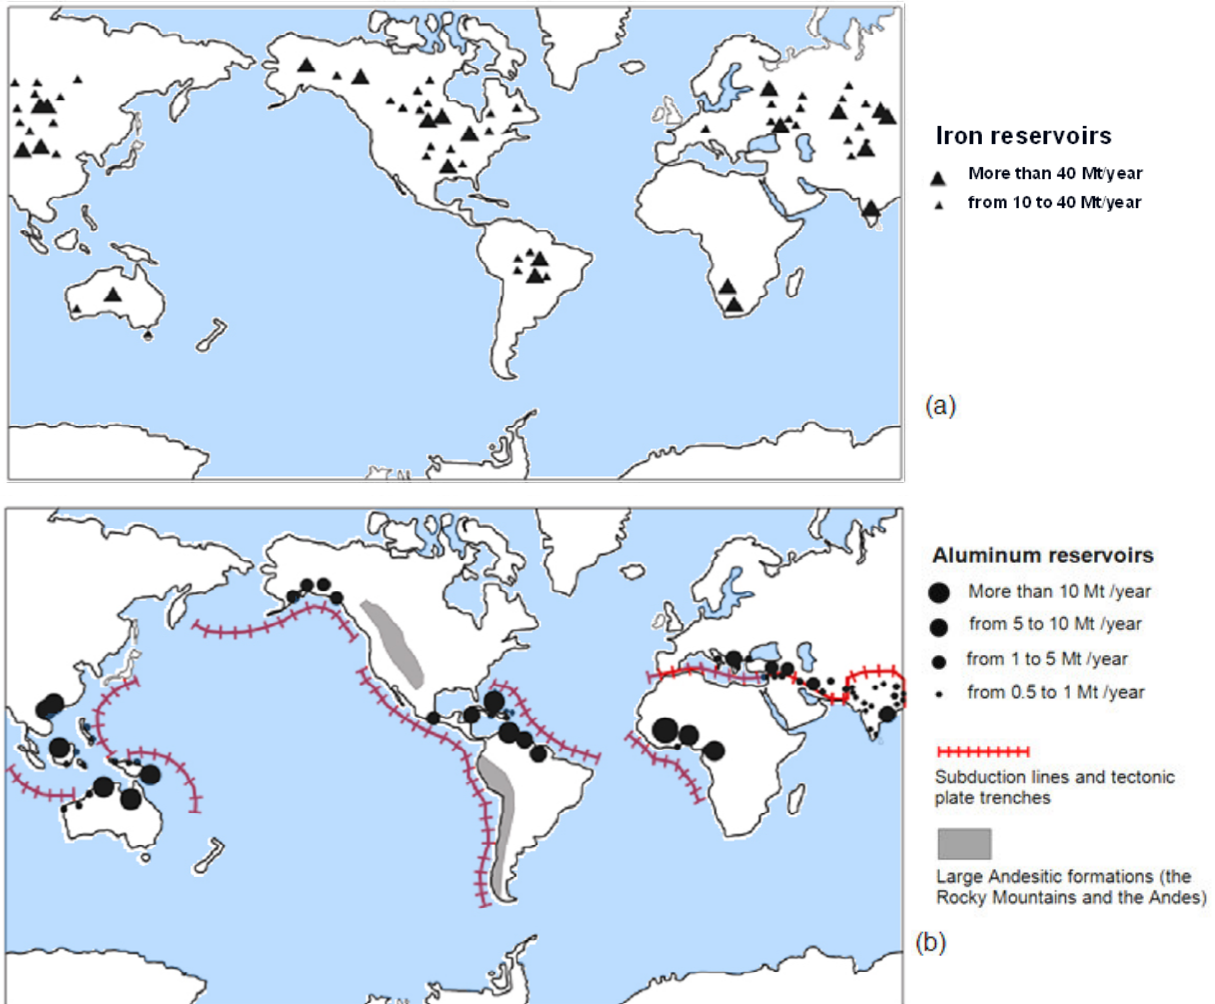 Iron reservoirs
More than 40 Mt/year
from 10 to 40 Mt/year
(a)
Aluminum reservoirs
More than 10 Mt /year
from 5 to 10 Mt /year
from 1 to 5 Mt /year
from 0.5 to 1 Mt /year
Subduction lines and tectonic
plate trenches
Large Andesitic formations (the
Rocky Mountains and the Andes)
(b)